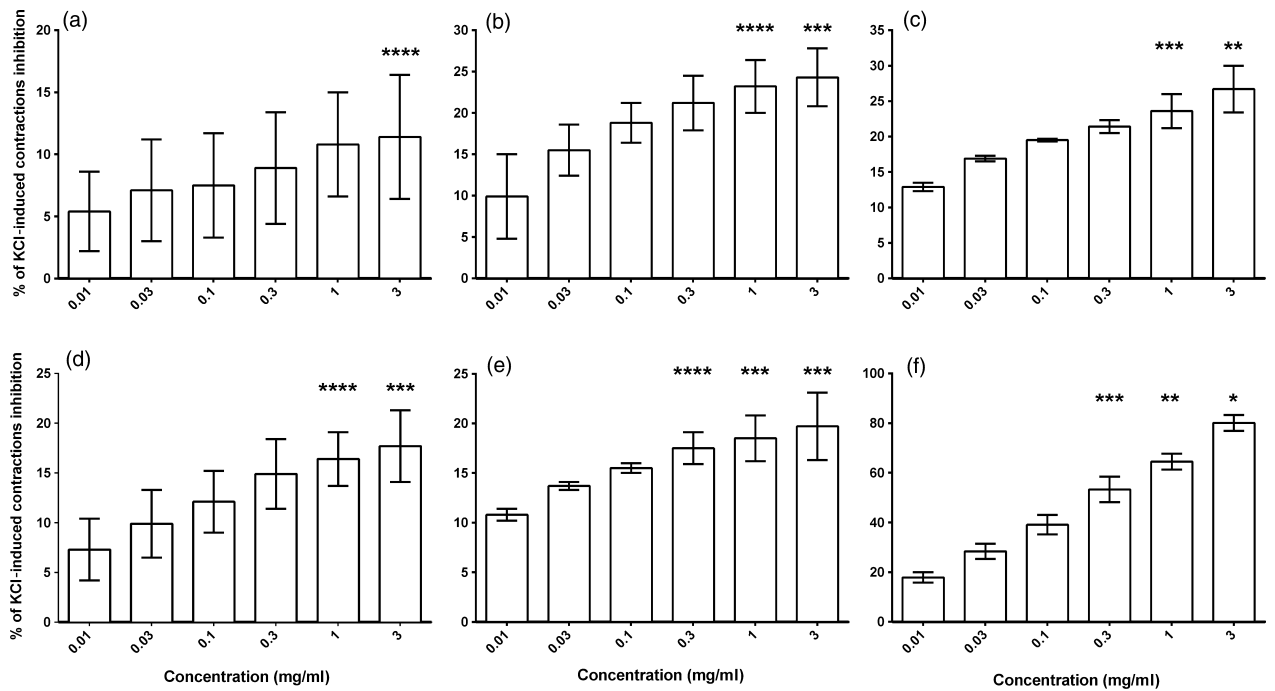 (a)
% of KCl-induced contractions inhibition
20
15
10
5
0
****
0.01 0.03 0.1 0.3 1 3
(b)
30
25
20
15
10
5
0
**** ***
0.01 0.03 0.1 0.3 1 3
(c)
35
30
25
20
15
10
5
0
*** **
0.01 0.03 0.1 0.3 1 3
(d)
% of KCl-induced contractions inhibition
25
20
15
10
5
0
**** ***
0.01 0.03 0.1 0.3 1 3
Concentration (mg/ml)
(e)
25
20
15
10
5
0
**** *** ***
0.01 0.03 0.1 0.3 1 3
Concentration (mg/ml)
(f)
100
80
60
40
20
0
*** ** *
0.01 0.03 0.1 0.3 1 3
Concentration (mg/ml)